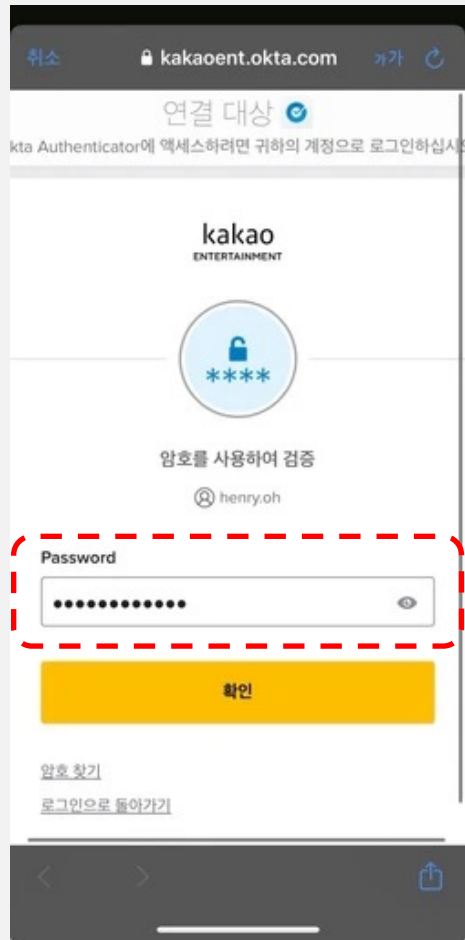 취소 kakaoent.okta.com 가가
연결 대상
kta Authenticator에 액세스하려면 귀하의 계정으로 로그인하십시오
kakao
ENTERTAINMENT
****
암호를 사용하여 검증
henry.oh
Password
••••••••••••
확인
암호 찾기
로그인으로 돌아가기